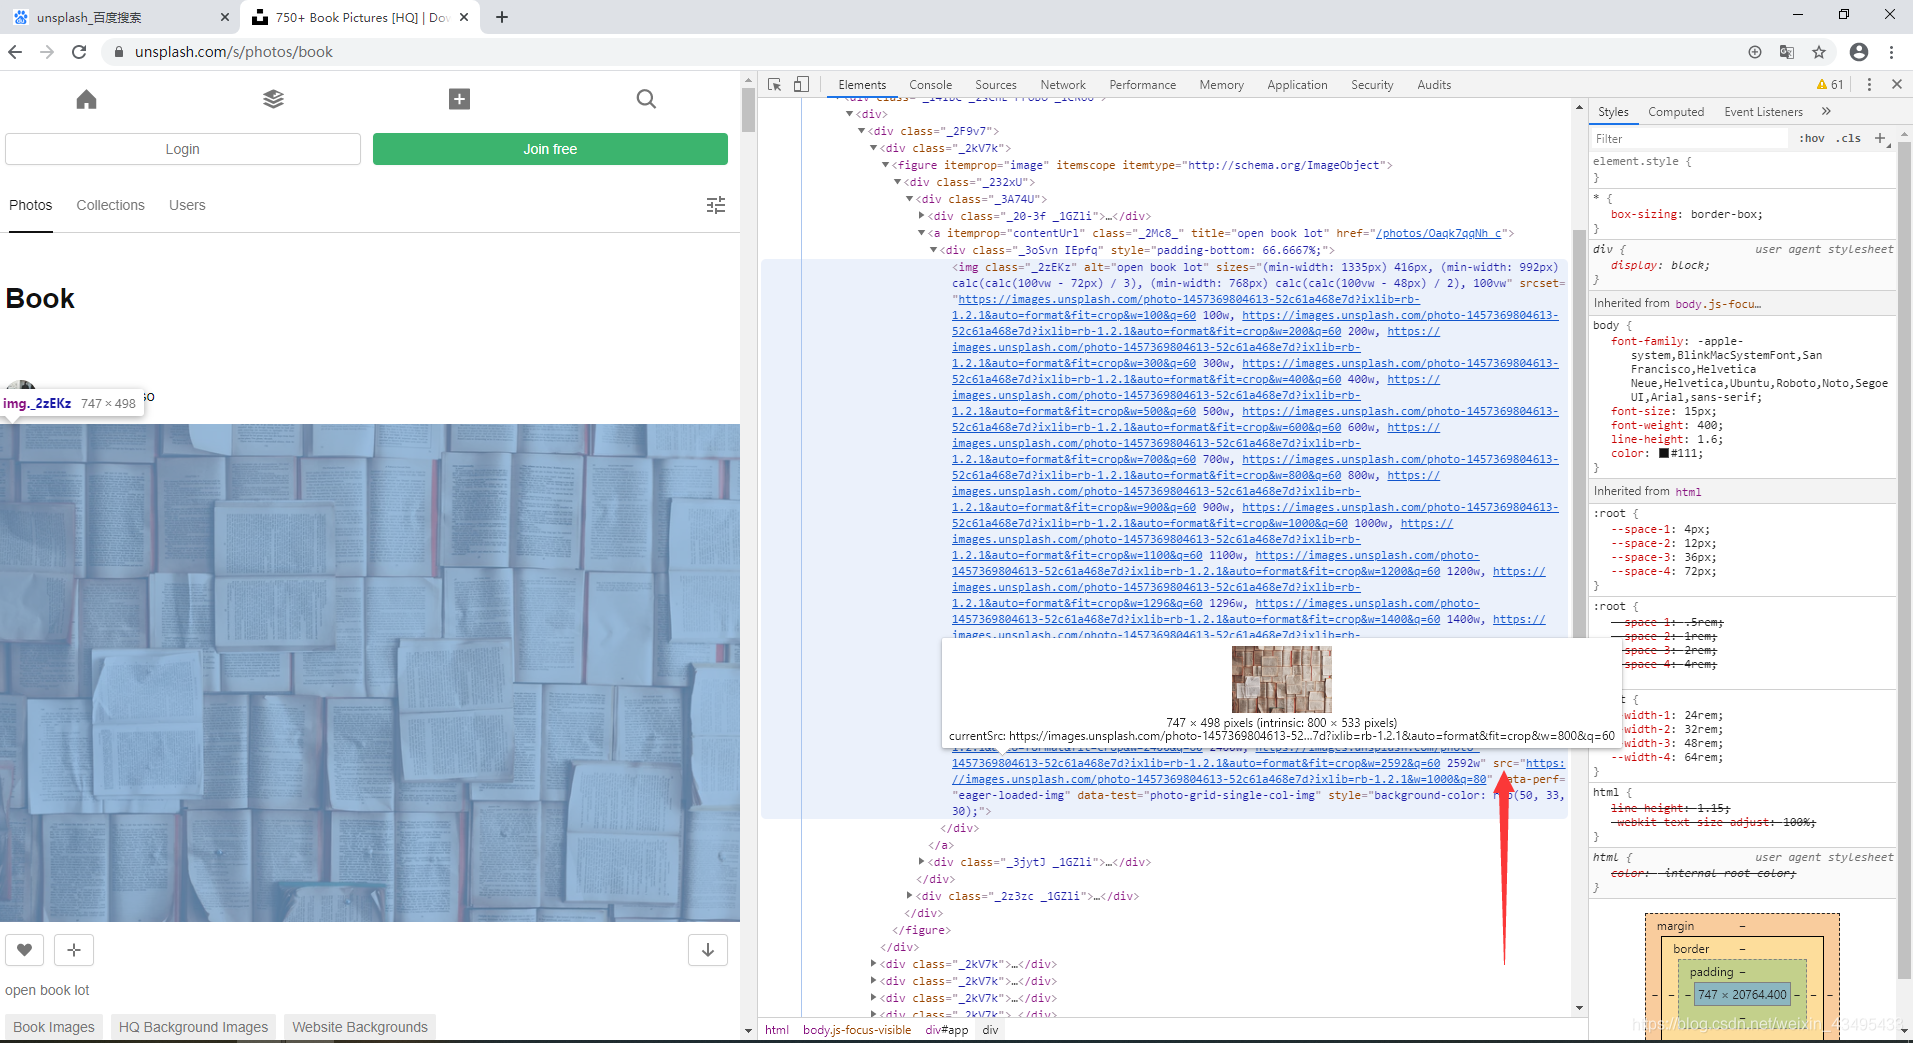 unsplash_百度搜索
750+ Book Pictures [HQ] | Do
unsplash.com/s/photos/book
Login
Join free
Photos
Collections
Users
Book
so
img._2zEKz 747 × 498
open book lot
Book Images
HQ Background Images
Website Backgrounds
Elements
Console
Sources
Network
Performance
Memory
Application
Security
Audits
61
<div>
<div class="_2F9v7">
<div class="_2kV7k">
<figure itemprop="image" itemscope itemtype="http://schema.org/ImageObject">
<div class="_232xU">
<div class="_3A74U">
<div class="_20-3f _1GZli">…</div>
<a itemprop="contentUrl" class="_2Mc8_" title="open book lot" href="/photos/Oaqk7qqNh_c">
<div class="_3oSvn IEpfq" style="padding-bottom: 66.6667%;">
<img class="_2zEKz" alt="open book lot" sizes="(min-width: 1335px) 416px, (min-width: 992px)
calc(calc(100vw - 72px) / 3), (min-width: 768px) calc(calc(100vw - 48px) / 2), 100vw" srcset=
"https://images.unsplash.com/photo-1457369804613-52c61a468e7d?ixlib=rb-
1.2.1&auto=format&fit=crop&w=100&q=60 100w, https://images.unsplash.com/photo-1457369804613-
52c61a468e7d?ixlib=rb-1.2.1&auto=format&fit=crop&w=200&q=60 200w, https://
images.unsplash.com/photo-1457369804613-52c61a468e7d?ixlib=rb-
1.2.1&auto=format&fit=crop&w=300&q=60 300w, https://images.unsplash.com/photo-1457369804613-
52c61a468e7d?ixlib=rb-1.2.1&auto=format&fit=crop&w=400&q=60 400w, https://
images.unsplash.com/photo-1457369804613-52c61a468e7d?ixlib=rb-
1.2.1&auto=format&fit=crop&w=500&q=60 500w, https://images.unsplash.com/photo-1457369804613-
52c61a468e7d?ixlib=rb-1.2.1&auto=format&fit=crop&w=600&q=60 600w, https://
images.unsplash.com/photo-1457369804613-52c61a468e7d?ixlib=rb-
1.2.1&auto=format&fit=crop&w=700&q=60 700w, https://images.unsplash.com/photo-1457369804613-
52c61a468e7d?ixlib=rb-1.2.1&auto=format&fit=crop&w=800&q=60 800w, https://
images.unsplash.com/photo-1457369804613-52c61a468e7d?ixlib=rb-
1.2.1&auto=format&fit=crop&w=900&q=60 900w, https://images.unsplash.com/photo-1457369804613-
52c61a468e7d?ixlib=rb-1.2.1&auto=format&fit=crop&w=1000&q=60 1000w, https://
images.unsplash.com/photo-1457369804613-52c61a468e7d?ixlib=rb-
1.2.1&auto=format&fit=crop&w=1100&q=60 1100w, https://images.unsplash.com/photo-
1457369804613-52c61a468e7d?ixlib=rb-1.2.1&auto=format&fit=crop&w=1200&q=60 1200w, https://
images.unsplash.com/photo-1457369804613-52c61a468e7d?ixlib=rb-
1.2.1&auto=format&fit=crop&w=1296&q=60 1296w, https://images.unsplash.com/photo-
1457369804613-52c61a468e7d?ixlib=rb-1.2.1&auto=format&fit=crop&w=1400&q=60 1400w, https://
images.unsplash.com/photo-1457369804613-52c61a468e7d?ixlib=rb-
747 × 498 pixels (intrinsic: 800 × 533 pixels)
currentSrc: https://images.unsplash.com/photo-1457369804613-52…7d?ixlib=rb-1.2.1&auto=format&fit=crop&w=800&q=60
1.2.1&auto=format&fit=crop&w=2400&q=60 2400w, https://images.unsplash.com/photo-
1457369804613-52c61a468e7d?ixlib=rb-1.2.1&auto=format&fit=crop&w=2592&q=60 2592w" src="https:
//images.unsplash.com/photo-1457369804613-52c61a468e7d?ixlib=rb-1.2.1&w=1000&q=80" data-perf=
"eager-loaded-img" data-test="photo-grid-single-col-img" style="background-color: rgb(50, 33,
30);">
</div>
</a>
<div class="_3jytJ _1GZli">…</div>
</div>
<div class="_2z3zc _1GZli">…</div>
</div>
</figure>
</div>
<div class="_2kV7k">…</div>
<div class="_2kV7k">…</div>
<div class="_2kV7k">…</div>
<div class="_2kV7k">…</div>
html body.js-focus-visible div#app div
Styles
Computed
Event Listeners
Filter
:hov .cls
element.style {
}
* {
box-sizing: border-box;
}
div { user agent stylesheet
display: block;
}
Inherited from body.js-focu…
body {
font-family: -apple-
system,BlinkMacSystemFont,San
Francisco,Helvetica
Neue,Helvetica,Ubuntu,Roboto,Noto,Segoe
UI,Arial,sans-serif;
font-size: 15px;
font-weight: 400;
line-height: 1.6;
color: #111;
}
Inherited from html
:root {
--space-1: 4px;
--space-2: 12px;
--space-3: 36px;
--space-4: 72px;
}
:root {
--space-1: .5rem;
space-2: 1rem;
space-3: 2rem;
space-4: 4rem;
t {
-width-1: 24rem;
-width-2: 32rem;
-width-3: 48rem;
--width-4: 64rem;
}
html {
line-height: 1.15;
-webkit-text-size-adjust: 100%;
}
html { user agent stylesheet
color: -internal-root-color;
}
margin –
border –
padding –
– – – 747 × 20764.400 – – –
–
https://blog.csdn.net/weixin_43495433